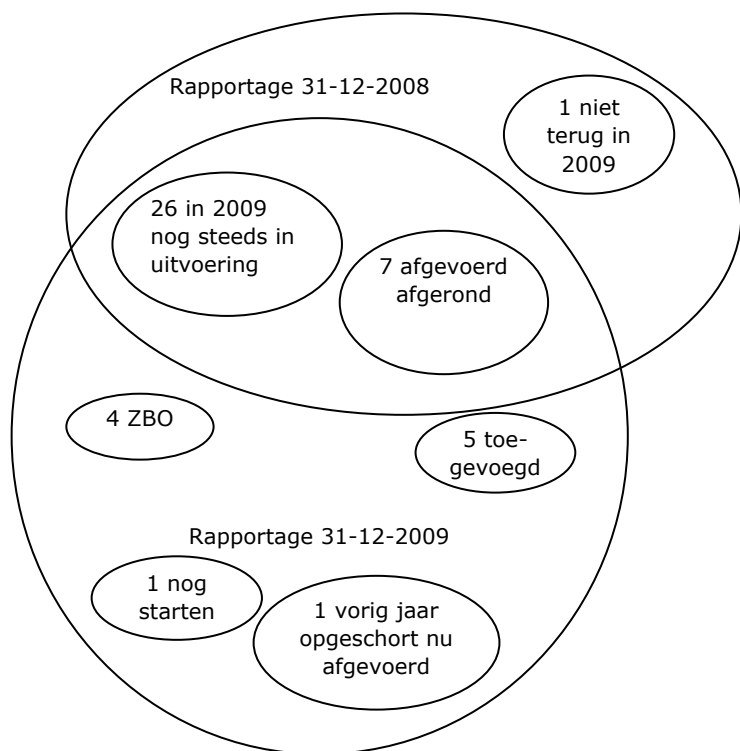 Rapportage 31-12-2008
1 niet
terug in
2009
26 in 2009
nog steeds in
uitvoering
7 afgevoerd
afgerond
4 ZBO
5 toe-
gevoegd
Rapportage 31-12-2009
1 nog
starten
1 vorig jaar
opgeschort nu
afgevoerd